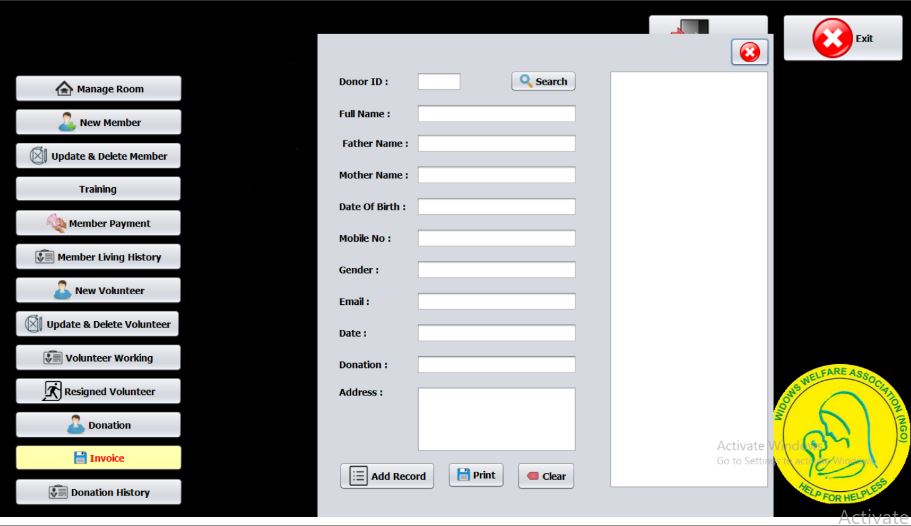 Exit
Manage Room
New Member
Update & Delete Member
Training
Member Payment
Member Living History
New Volunteer
Update & Delete Volunteer
Volunteer Working
Resigned Volunteer
Donation
Invoice
Donation History
Donor ID :
Search
Full Name :
Father Name :
Mother Name :
Date Of Birth :
Mobile No :
Gender :
Email :
Date :
Donation :
Address :
Add Record
Print
Clear
WIDOWS WELFARE ASSOCIATION (NGO)
HELP FOR HELPLESS
Activate Windows
Go to Settings to activate Windows
Activate